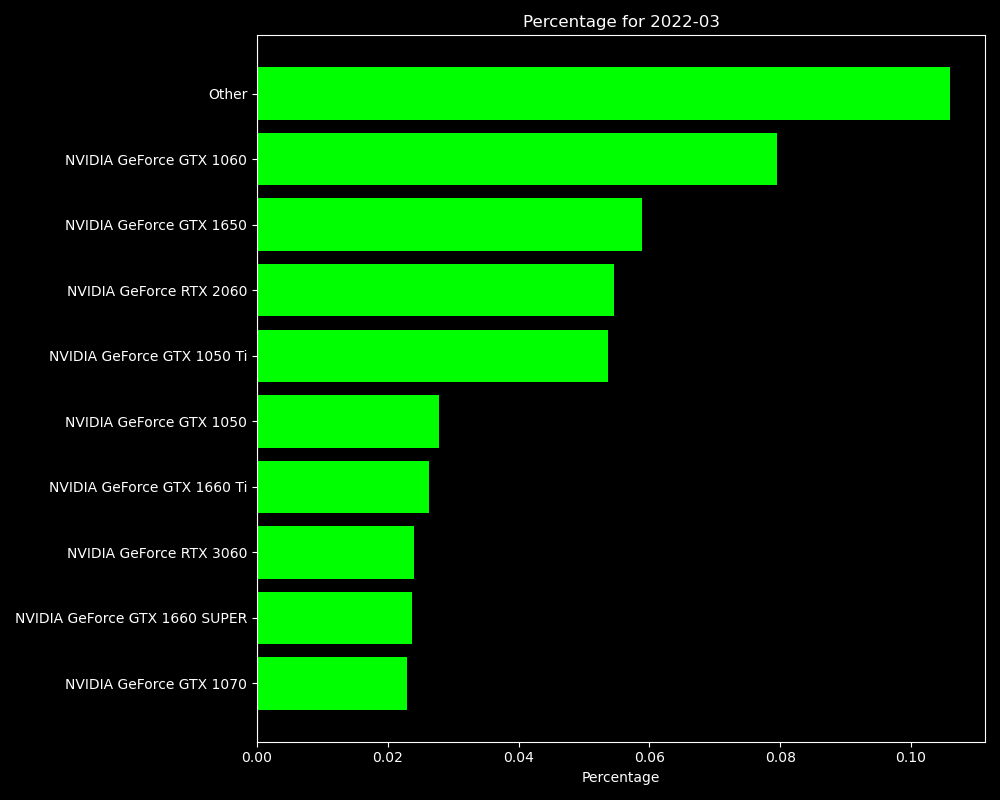 Percentage for 2022-03
Other
NVIDIA GeForce GTX 1060
NVIDIA GeForce GTX 1650
NVIDIA GeForce RTX 2060
NVIDIA GeForce GTX 1050 Ti
NVIDIA GeForce GTX 1050
NVIDIA GeForce GTX 1660 Ti
NVIDIA GeForce RTX 3060
NVIDIA GeForce GTX 1660 SUPER
NVIDIA GeForce GTX 1070
0.00 0.02 0.04 0.06 0.08 0.10
Percentage